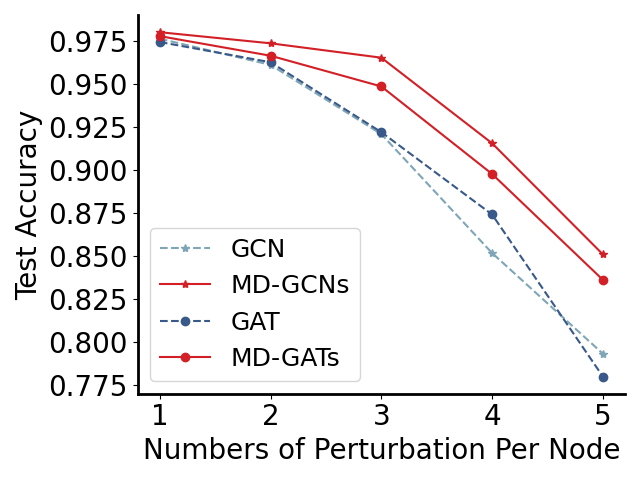 Test Accuracy
0.975
0.950
0.925
0.900
0.875
0.850
0.825
0.800
0.775
GCN
MD-GCNs
GAT
MD-GATs
1 2 3 4 5
Numbers of Perturbation Per Node